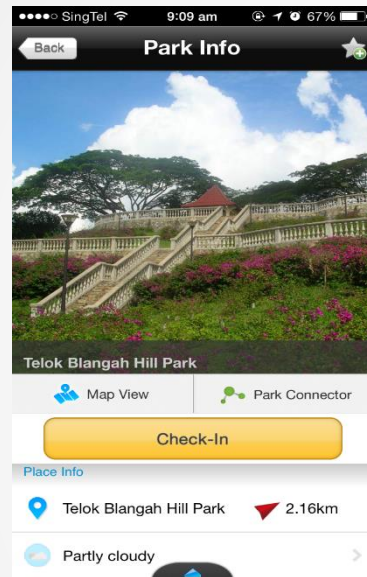 SingTel 9:09 am 67%
Back Park Info
Telok Blangah Hill Park
Map View Park Connector
Check-In
Place Info
Telok Blangah Hill Park 2.16km
Partly cloudy